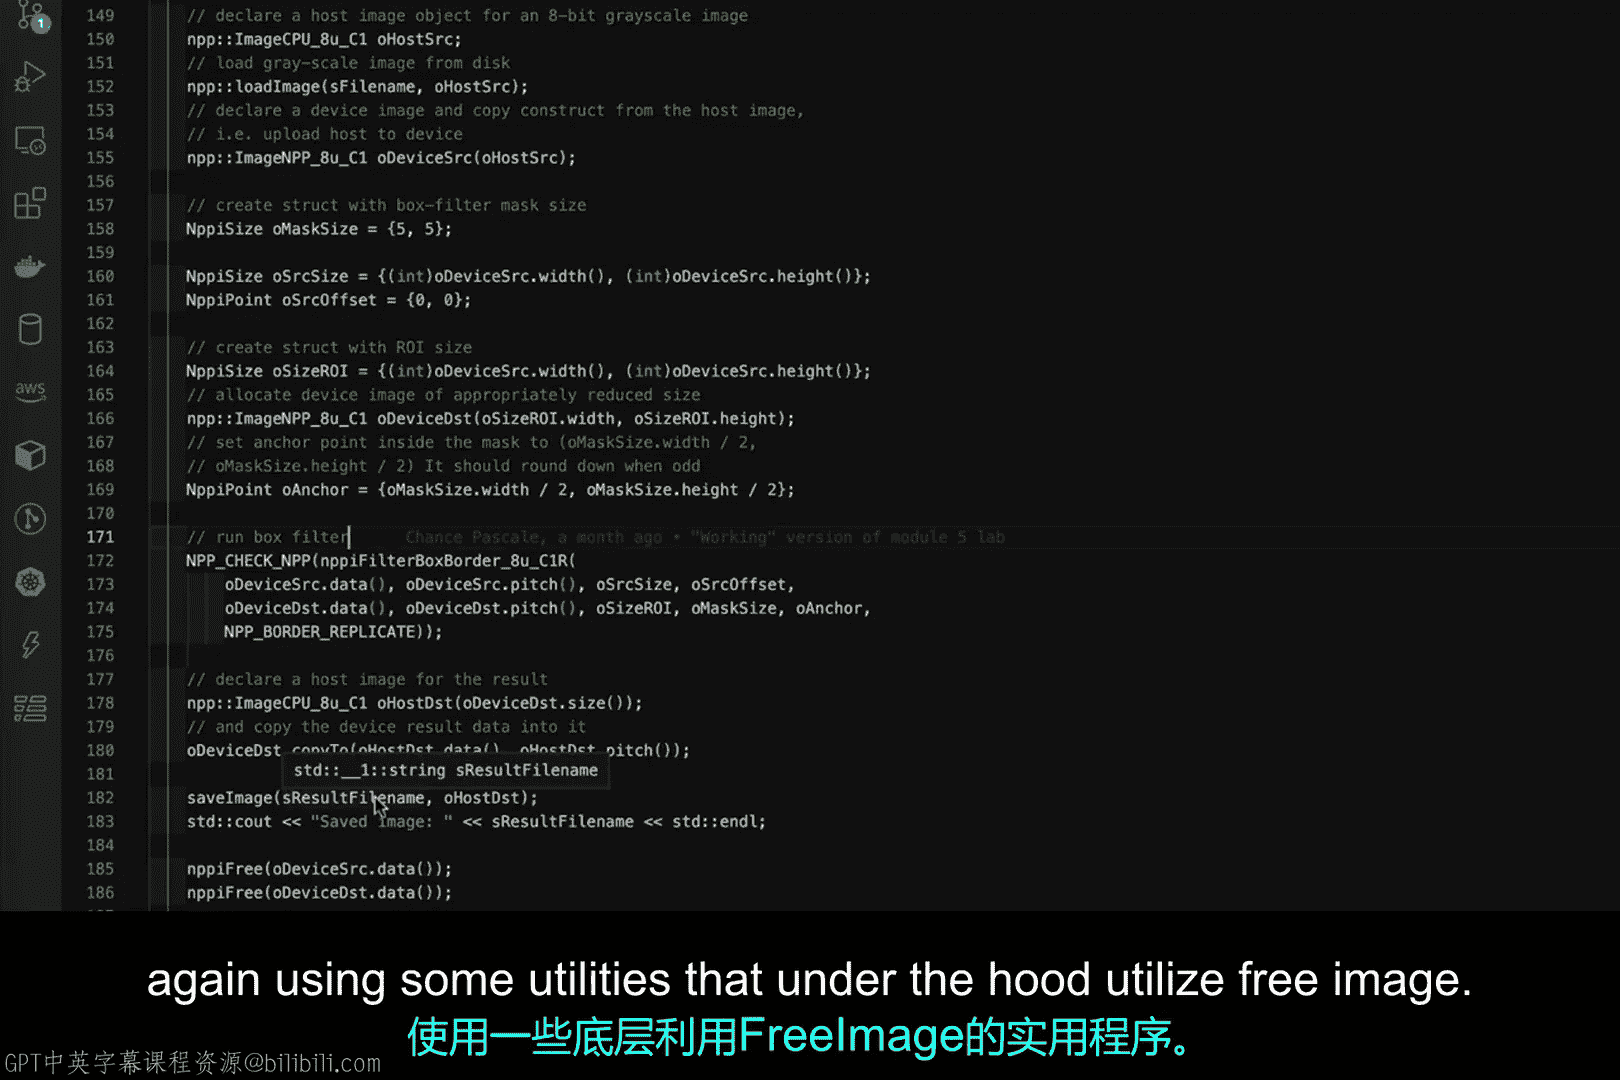 1
aws
149 // declare a host image object for an 8-bit grayscale image
150 npp::ImageCPU_8u_C1 oHostSrc;
151 // load gray-scale image from disk
152 npp::loadImage(sFilename, oHostSrc);
153 // declare a device image and copy construct from the host image,
154 // i.e. upload host to device
155 npp::ImageNPP_8u_C1 oDeviceSrc(oHostSrc);
156
157 // create struct with box-filter mask size
158 NppiSize oMaskSize = {5, 5};
159
160 NppiSize oSrcSize = {(int)oDeviceSrc.width(), (int)oDeviceSrc.height()};
161 NppiPoint oSrcOffset = {0, 0};
162
163 // create struct with ROI size
164 NppiSize oSizeROI = {(int)oDeviceSrc.width(), (int)oDeviceSrc.height()};
165 // allocate device image of appropriately reduced size
166 npp::ImageNPP_8u_C1 oDeviceDst(oSizeROI.width, oSizeROI.height);
167 // set anchor point inside the mask to (oMaskSize.width / 2,
168 // oMaskSize.height / 2) It should round down when odd
169 NppiPoint oAnchor = {oMaskSize.width / 2, oMaskSize.height / 2};
170
171 // run box filter Chance Pascale, a month ago • "Working" version of module 5 lab
172 NPP_CHECK_NPP(nppiFilterBoxBorder_8u_C1R(
173 oDeviceSrc.data(), oDeviceSrc.pitch(), oSrcSize, oSrcOffset,
174 oDeviceDst.data(), oDeviceDst.pitch(), oSizeROI, oMaskSize, oAnchor,
175 NPP_BORDER_REPLICATE));
176
177 // declare a host image for the result
178 npp::ImageCPU_8u_C1 oHostDst(oDeviceDst.size());
179 // and copy the device result data into it
180 oDeviceDst.copyTo(oHostDst.data(), oHostDst.pitch());
181 std::__1::string sResultFilename
182 saveImage(sResultFilename, oHostDst);
183 std::cout << "Saved image: " << sResultFilename << std::endl;
184
185 nppiFree(oDeviceSrc.data());
186 nppiFree(oDeviceDst.data());
again using some utilities that under the hood utilize free image.
使用一些底层利用FreeImage的实用程序。
GPT中英字幕课程资源@bilibili.com